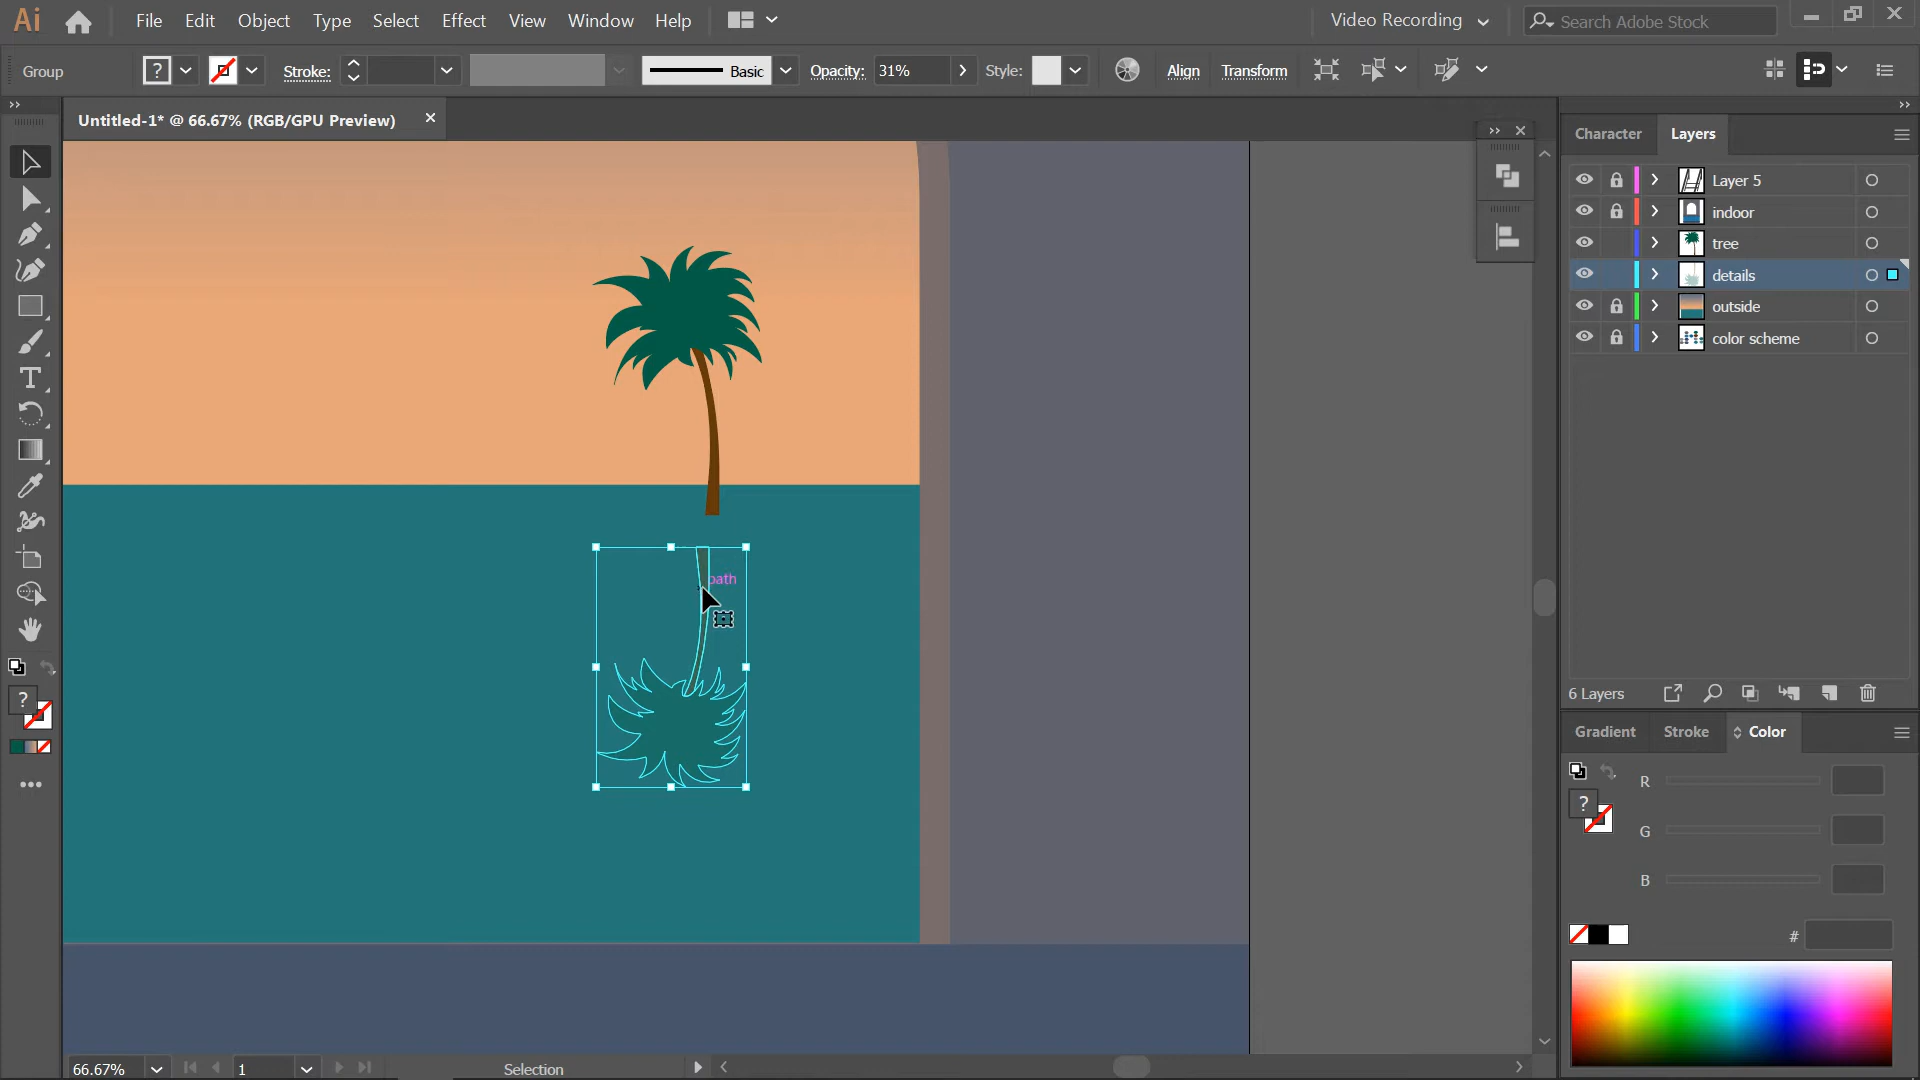 Ai File Edit Object Type Select Effect View Window Help Video Recording Search Adobe Stock
Group ? Stroke: Basic Opacity: 31% Style: Align Transform
Untitled-1* @ 66.67% (RGB/GPU Preview)
Character Layers
Layer 5
indoor
tree
details
outside
color scheme
path
6 Layers
Gradient Stroke Color
R
G
B
#
?
?
66.67% 1 Selection